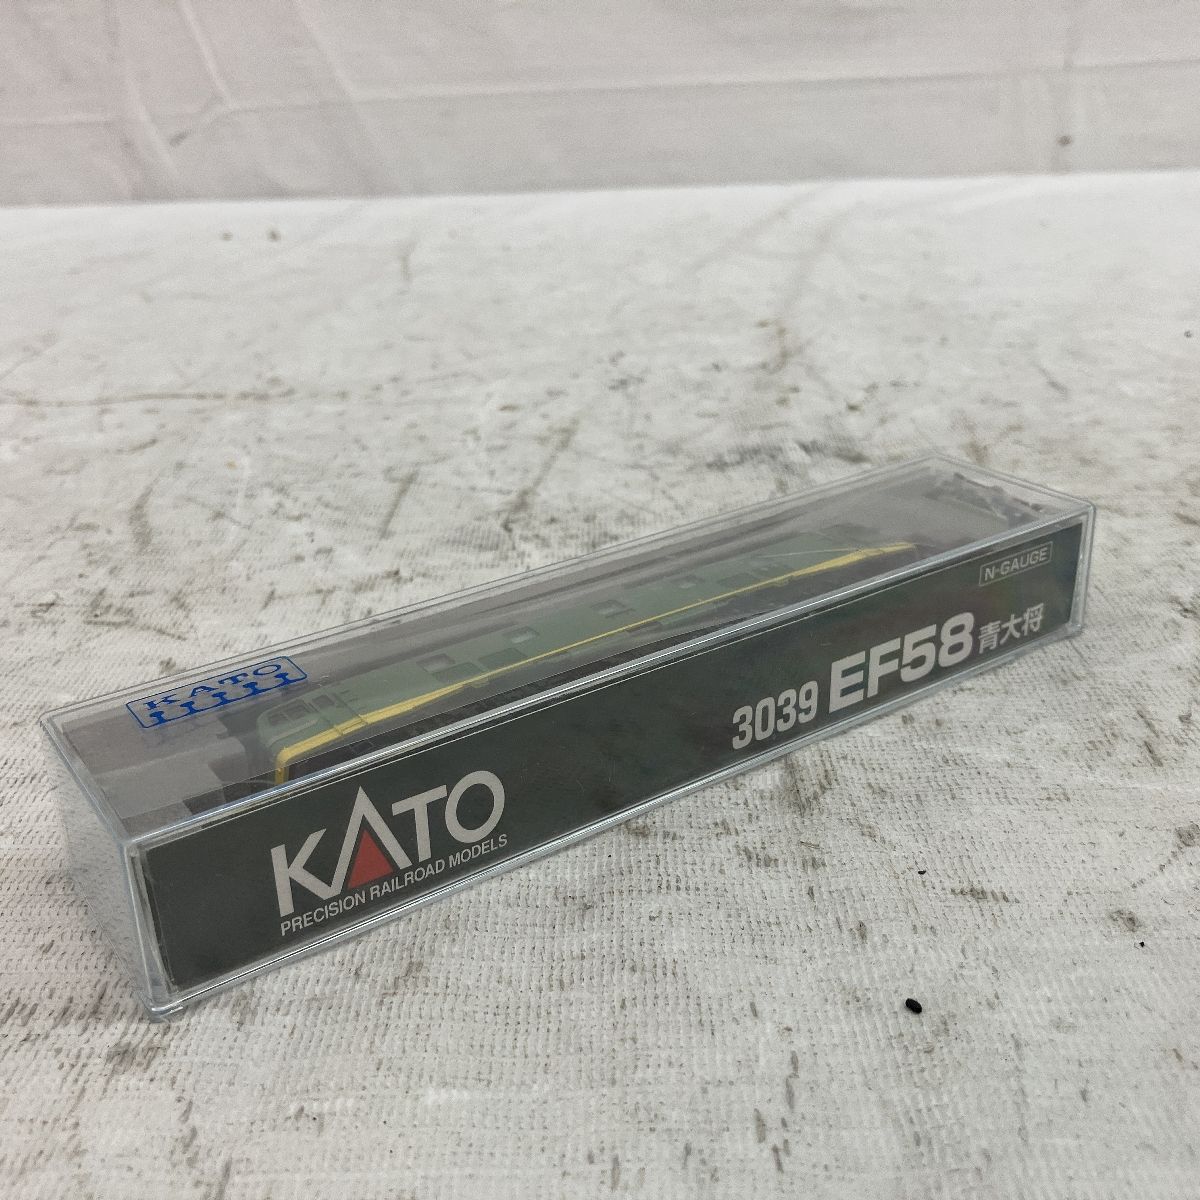 KATO
KATO
PRECISION RAILROAD MODELS
3039 EF58 青大将
N-GAUGE